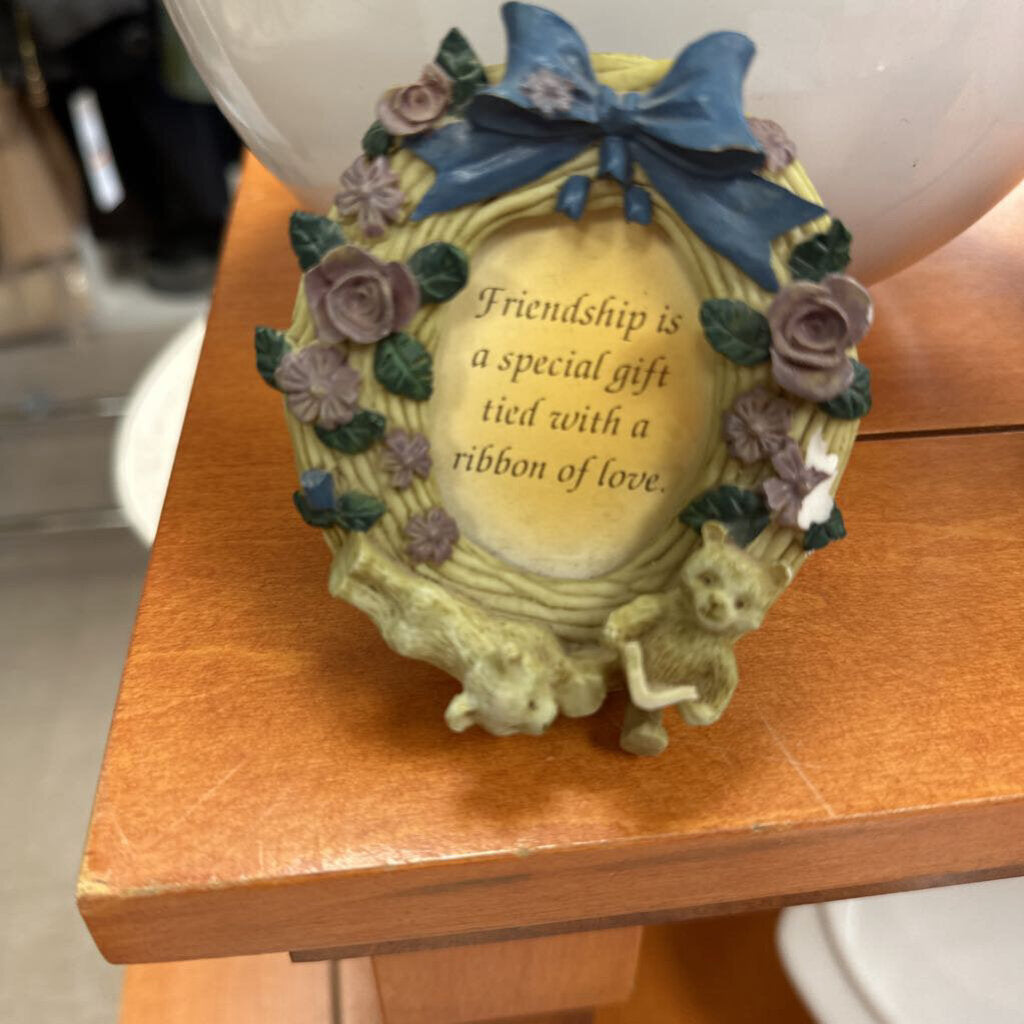 Friendship is
a special gift
tied with a
ribbon of love.